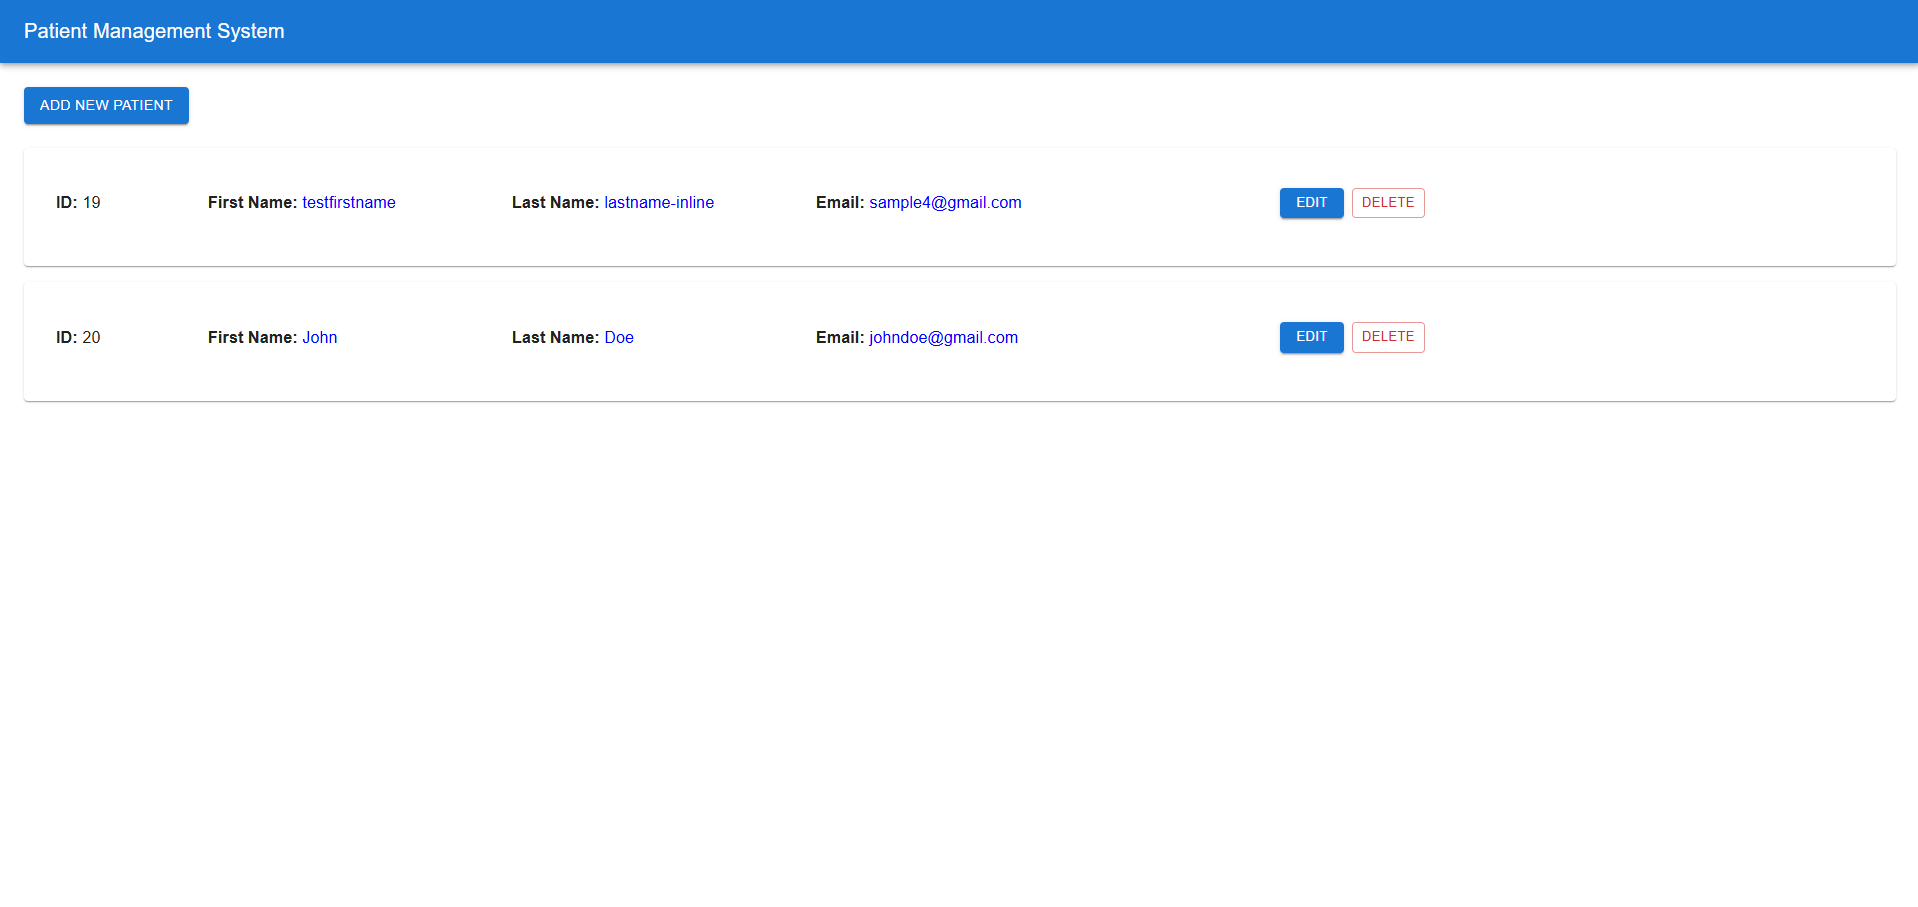 Patient Management System
ADD NEW PATIENT
ID: 19 First Name: testfirstname Last Name: lastname-inline Email: sample4@gmail.com EDIT DELETE
ID: 20 First Name: John Last Name: Doe Email: johndoe@gmail.com EDIT DELETE